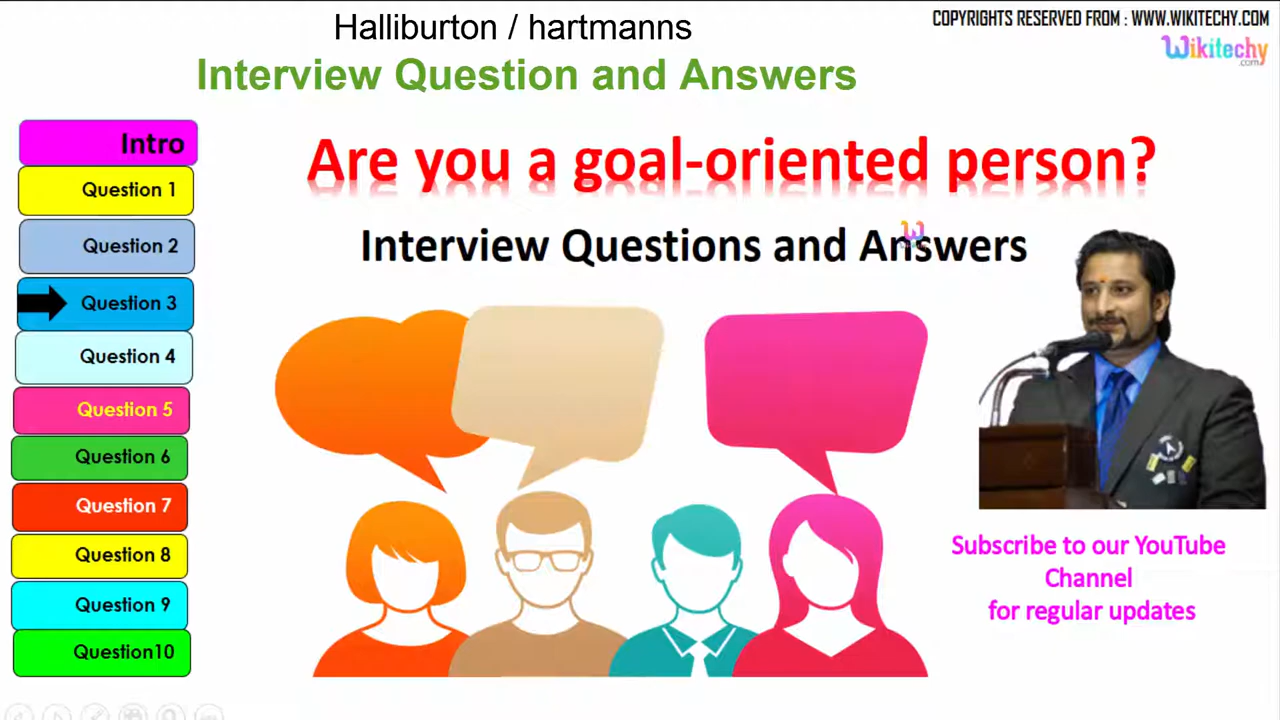 Halliburton / hartmanns
COPYRIGHTS RESERVED FROM : WWW.WIKITECHY.COM
Wikitechy
.com
Interview Question and Answers
Intro
Question 1
Question 2
Question 3
Question 4
Question 5
Question 6
Question 7
Question 8
Question 9
Question10
Are you a goal-oriented person?
Interview Questions and Answers
Subscribe to our YouTube
Channel
for regular updates